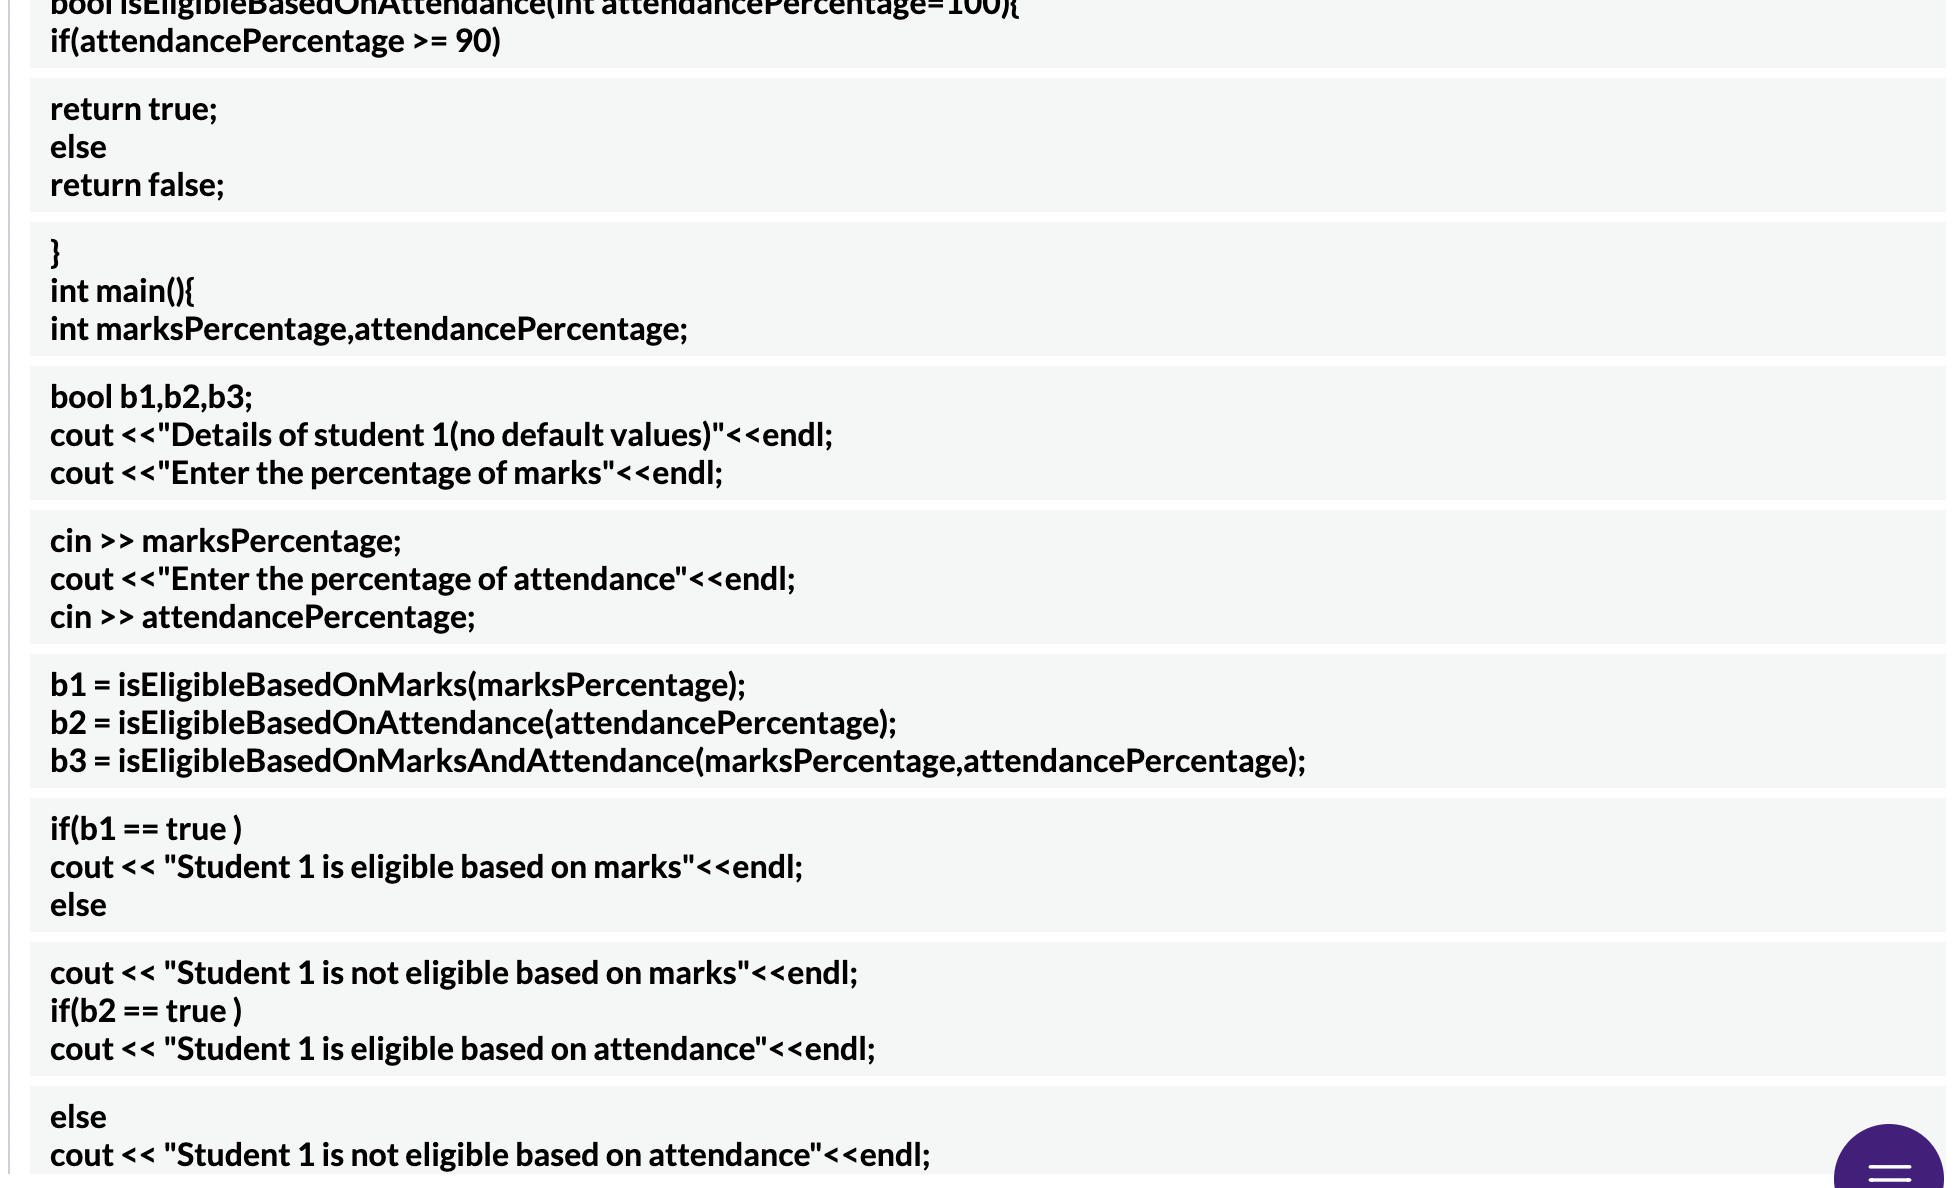 bool isEligibleBasedOnAttendance(int attendancePercentage=100){
if(attendancePercentage >= 90)
return true;
else
return false;
}
int main(){
int marksPercentage,attendancePercentage;
bool b1,b2,b3;
cout <<"Details of student 1(no default values)"<<endl;
cout <<"Enter the percentage of marks"<<endl;
cin >> marksPercentage;
cout <<"Enter the percentage of attendance"<<endl;
cin >> attendancePercentage;
b1 = isEligibleBasedOnMarks(marksPercentage);
b2 = isEligibleBasedOnAttendance(attendancePercentage);
b3 = isEligibleBasedOnMarksAndAttendance(marksPercentage,attendancePercentage);
if(b1 == true )
cout << "Student 1 is eligible based on marks"<<endl;
else
cout << "Student 1 is not eligible based on marks"<<endl;
if(b2 == true )
cout << "Student 1 is eligible based on attendance"<<endl;
else
cout << "Student 1 is not eligible based on attendance"<<endl;